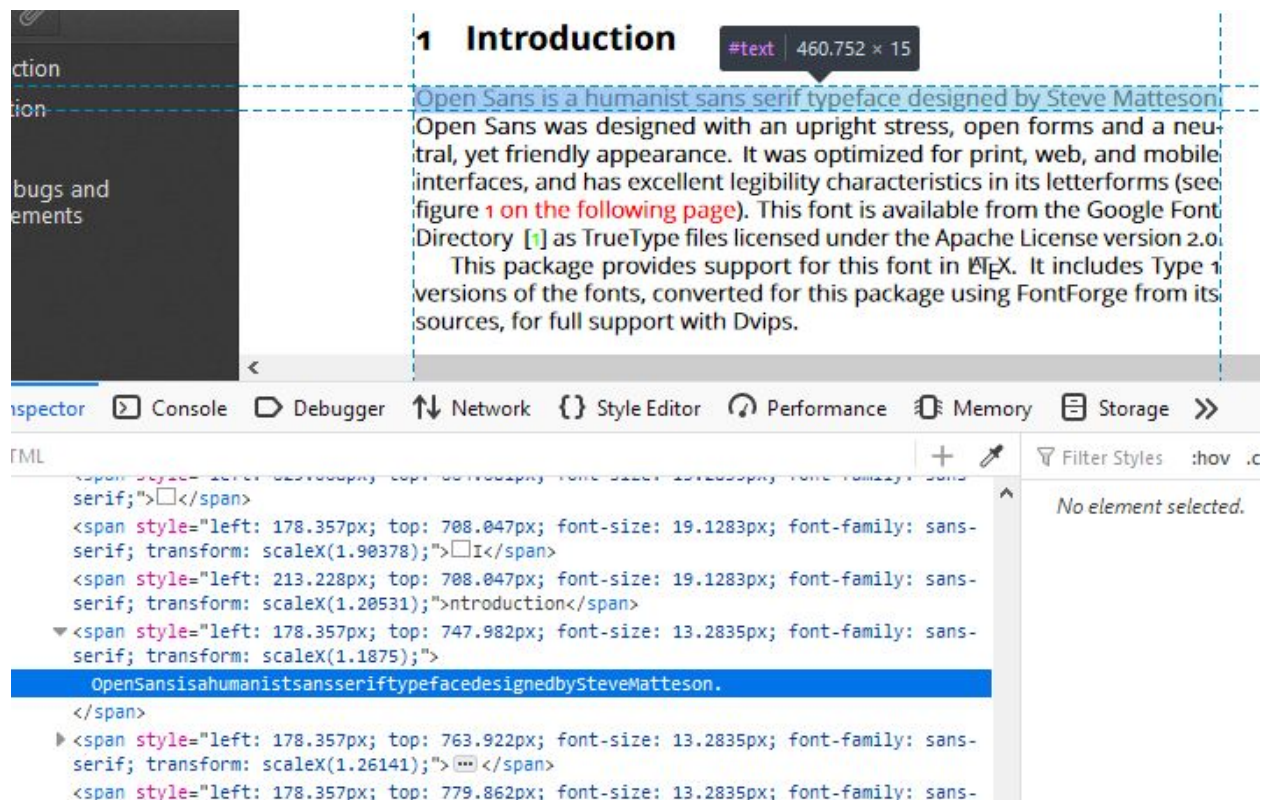 ction
tion
bugs and
ements
1 Introduction
#text 460.752 × 15
Open Sans is a humanist sans serif typeface designed by Steve Matteson.
Open Sans was designed with an upright stress, open forms and a neu-
tral, yet friendly appearance. It was optimized for print, web, and mobile
interfaces, and has excellent legibility characteristics in its letterforms (see
figure 1 on the following page). This font is available from the Google Font
Directory [1] as TrueType files licensed under the Apache License version 2.0.
This package provides support for this font in LATEX. It includes Type 1
versions of the fonts, converted for this package using FontForge from its
sources, for full support with Dvips.
nspector Console Debugger Network Style Editor Performance Memory Storage
TML Filter Styles :hov .c
No element selected.
serif;">☐</span>
<span style="left: 178.357px; top: 708.047px; font-size: 19.1283px; font-family: sans-
serif; transform: scaleX(1.90378);">☐I</span>
<span style="left: 213.228px; top: 708.047px; font-size: 19.1283px; font-family: sans-
serif; transform: scaleX(1.20531);">ntroduction</span>
<span style="left: 178.357px; top: 747.982px; font-size: 13.2835px; font-family: sans-
serif; transform: scaleX(1.1875);">
OpenSansisahumanistsansseriftypefacedesignedbySteveMatteson.
</span>
<span style="left: 178.357px; top: 763.922px; font-size: 13.2835px; font-family: sans-
serif; transform: scaleX(1.26141);">⋯</span>
<span style="left: 178.357px; top: 779.862px; font-size: 13.2835px; font-family: sans-